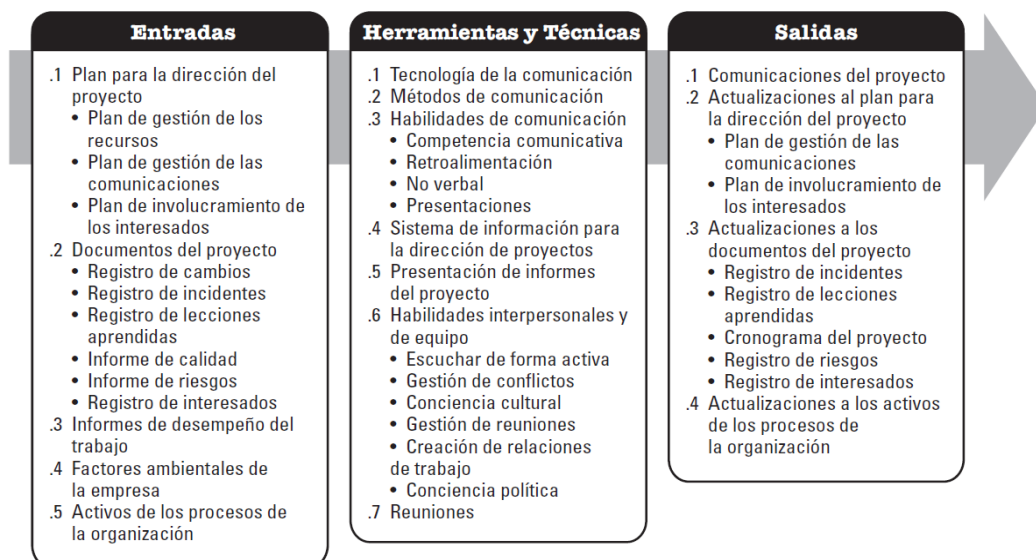 Entradas
.1 Plan para la dirección del
proyecto
• Plan de gestión de los
recursos
• Plan de gestión de las
comunicaciones
• Plan de involucramiento de
los interesados
.2 Documentos del proyecto
• Registro de cambios
• Registro de incidentes
• Registro de lecciones
aprendidas
• Informe de calidad
• Informe de riesgos
• Registro de interesados
.3 Informes de desempeño del
trabajo
.4 Factores ambientales de
la empresa
.5 Activos de los procesos de
la organización
Herramientas y Técnicas
.1 Tecnología de la comunicación
.2 Métodos de comunicación
.3 Habilidades de comunicación
• Competencia comunicativa
• Retroalimentación
• No verbal
• Presentaciones
.4 Sistema de información para
la dirección de proyectos
.5 Presentación de informes
del proyecto
.6 Habilidades interpersonales y
de equipo
• Escuchar de forma activa
• Gestión de conflictos
• Conciencia cultural
• Gestión de reuniones
• Creación de relaciones
de trabajo
• Conciencia política
.7 Reuniones
Salidas
.1 Comunicaciones del proyecto
.2 Actualizaciones al plan para
la dirección del proyecto
• Plan de gestión de las
comunicaciones
• Plan de involucramiento de
los interesados
.3 Actualizaciones a los
documentos del proyecto
• Registro de incidentes
• Registro de lecciones
aprendidas
• Cronograma del proyecto
• Registro de riesgos
• Registro de interesados
.4 Actualizaciones a los activos
de los procesos de
la organización